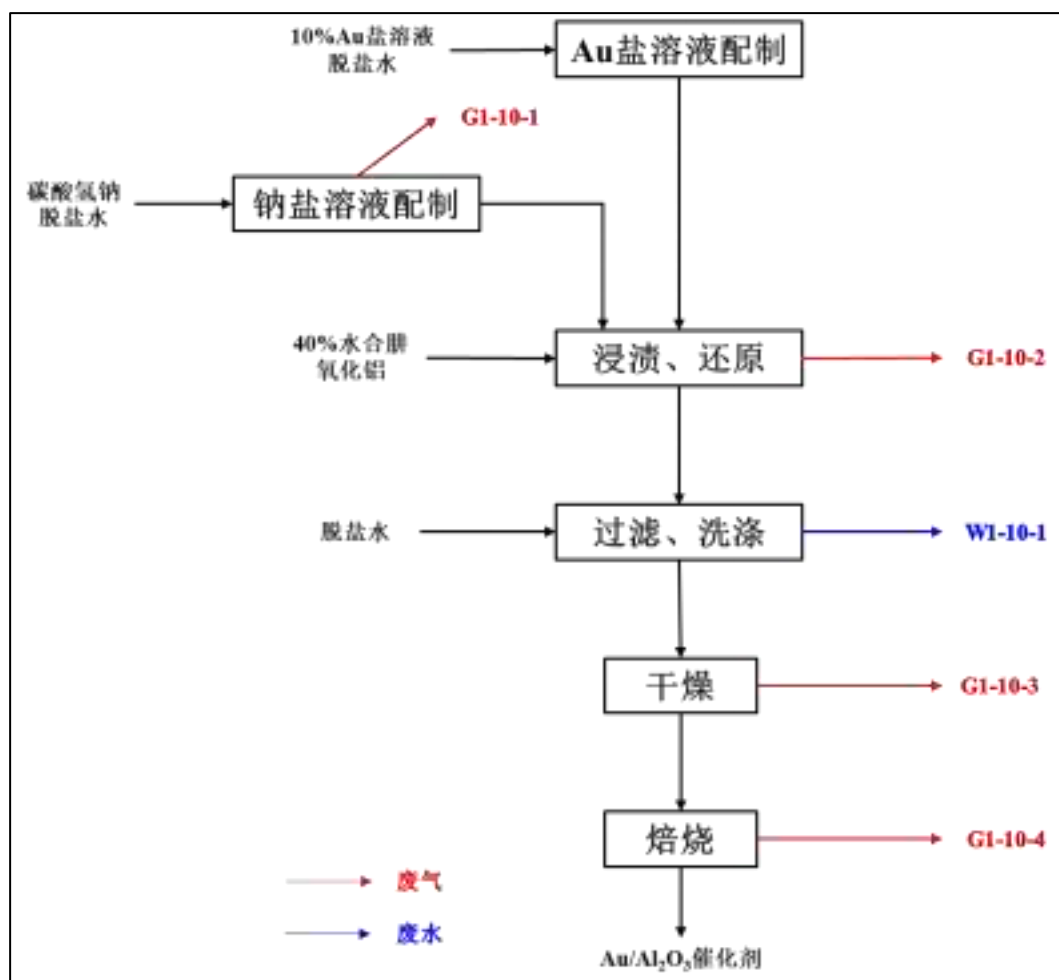 10%Au盐溶液
脱盐水
Au盐溶液配制
G1-10-1
碳酸氢钠
脱盐水
钠盐溶液配制
40%水合肼
氧化铝
浸渍、还原
G1-10-2
脱盐水
过滤、洗涤
W1-10-1
干燥
G1-10-3
焙烧
G1-10-4
废气
废水
Au/Al₂O₃催化剂